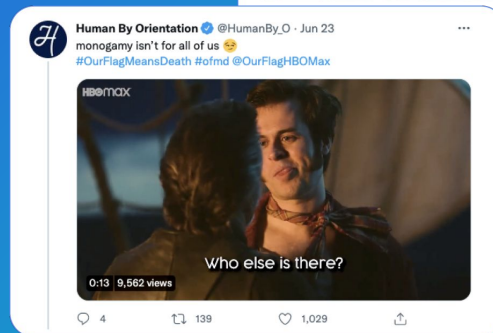 Human By Orientation @HumanBy_O · Jun 23
monogamy isn't for all of us 😏
#OurFlagMeansDeath #ofmd @OurFlagHBOMax
HBOmax
Who else is there?
0:13 9,562 views
4 139 1,029